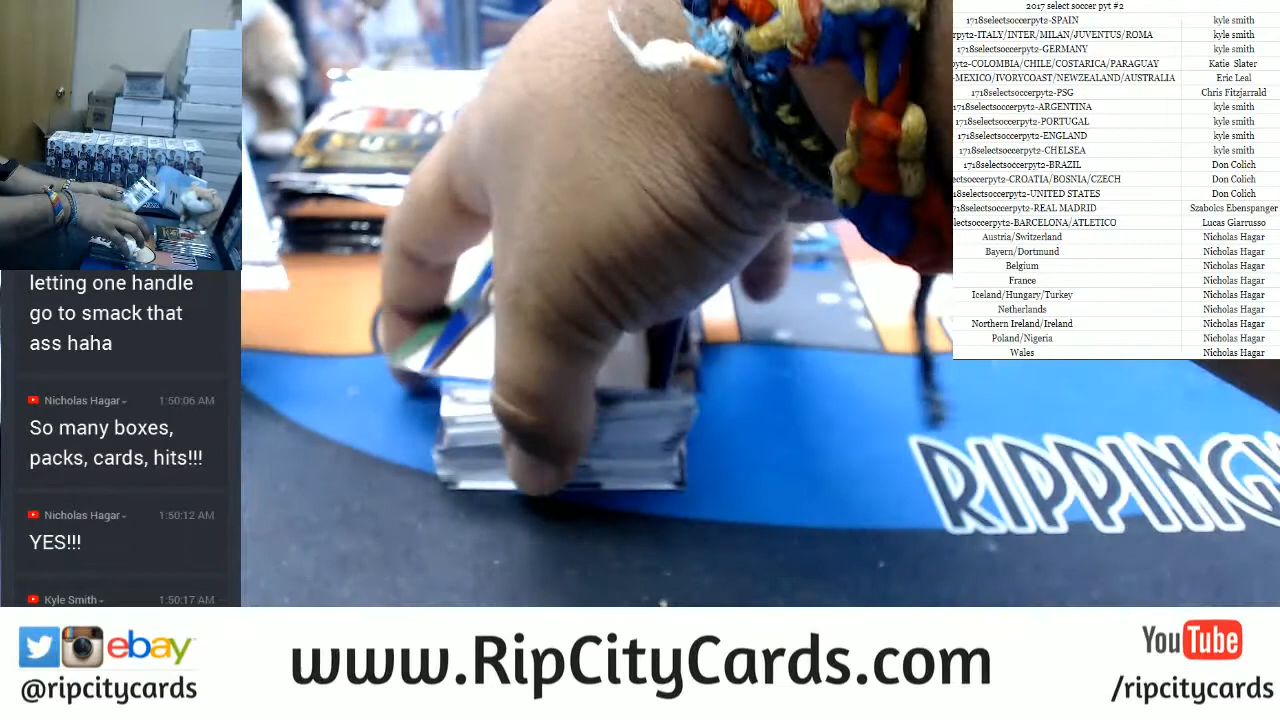 2017 select soccer pyt #2
1718selectsoccerpyt2-SPAIN kyle smith
pyt2-ITALY/INTER/MILAN/JUVENTUS/ROMA kyle smith
1718selectsoccerpyt2-GERMANY kyle smith
pyt2-COLOMBIA/CHILE/COSTARICA/PARAGUAY Katie Slater
-MEXICO/IVORYCOAST/NEWZEALAND/AUSTRALIA Eric Leal
1718selectsoccerpyt2-PSG Chris Fitzjarrald
1718selectsoccerpyt2-ARGENTINA kyle smith
1718selectsoccerpyt2-PORTUGAL kyle smith
1718selectsoccerpyt2-ENGLAND kyle smith
1718selectsoccerpyt2-CHELSEA kyle smith
1718selectsoccerpyt2-BRAZIL Don Colich
ectsoccerpyt2-CROATIA/BOSNIA/CZECH Don Colich
18selectsoccerpyt2-UNITED STATES Don Colich
718selectsoccerpyt2-REAL MADRID Szabolcs Ebenspanger
electsoccerpyt2-BARCELONA/ATLETICO Lucas Giarrusso
Austria/Switzerland Nicholas Hagar
Bayern/Dortmund Nicholas Hagar
Belgium Nicholas Hagar
France Nicholas Hagar
Iceland/Hungary/Turkey Nicholas Hagar
Netherlands Nicholas Hagar
Northern Ireland/Ireland Nicholas Hagar
Poland/Nigeria Nicholas Hagar
Wales Nicholas Hagar
letting one handle
go to smack that
ass haha
Nicholas Hagar 1:50:06 AM
So many boxes,
packs, cards, hits!!!
Nicholas Hagar 1:50:12 AM
YES!!!
Kyle Smith 1:50:17 AM
RIPPING
ebay
@ripcitycards
www.RipCityCards.com
YouTube
/ripcitycards